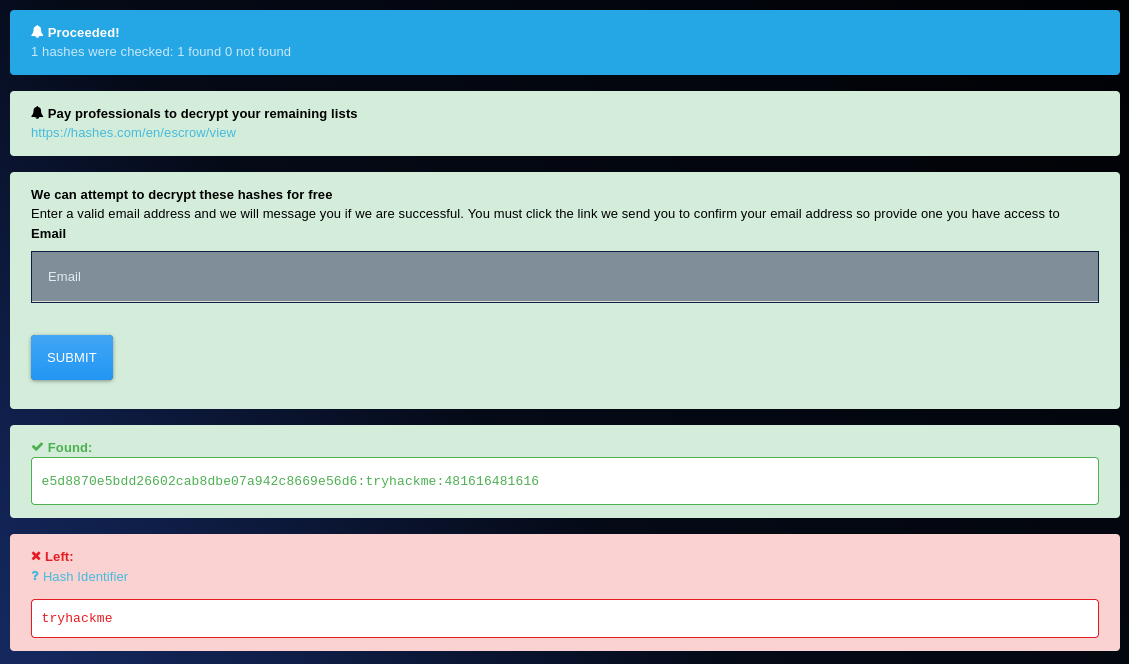 Proceeded!
1 hashes were checked: 1 found 0 not found
Pay professionals to decrypt your remaining lists
https://hashes.com/en/escrow/view
We can attempt to decrypt these hashes for free
Enter a valid email address and we will message you if we are successful. You must click the link we send you to confirm your email address so provide one you have access to
Email
Email
SUBMIT
Found:
e5d8870e5bdd26602cab8dbe07a942c8669e56d6:tryhackme:481616481616
Left:
? Hash Identifier
tryhackme